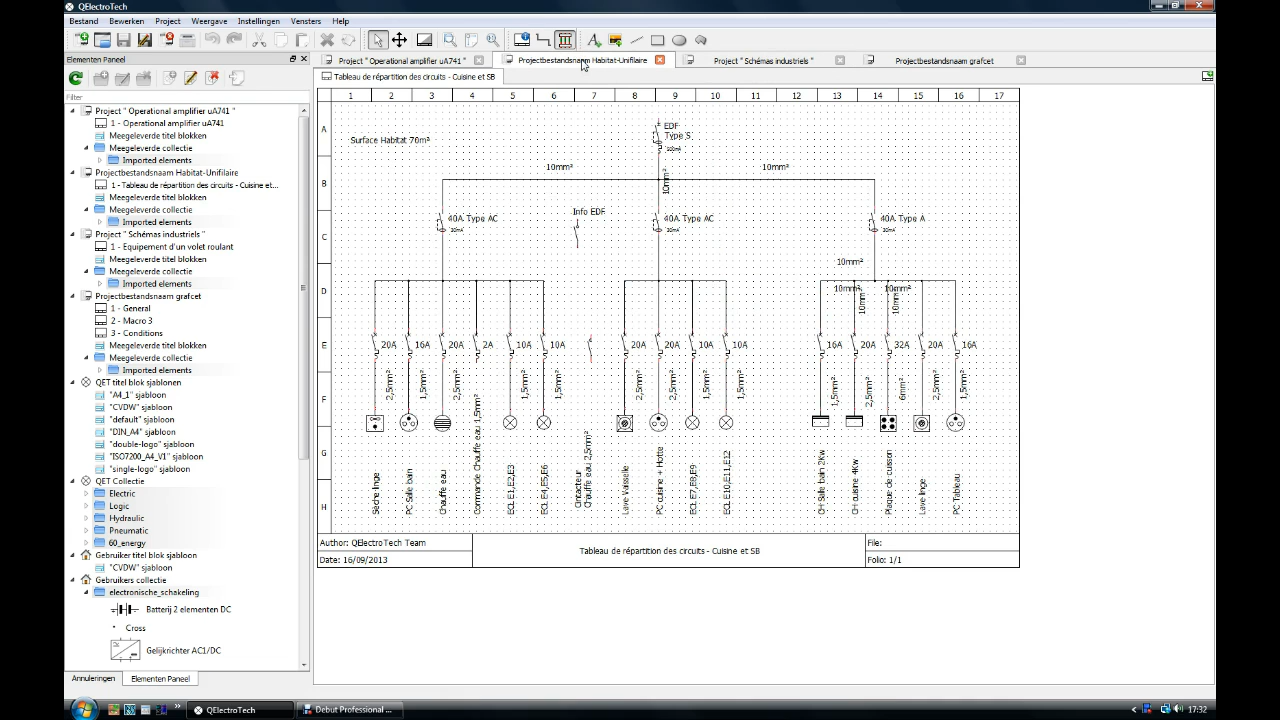 QElectroTech
Bestand Bewerken Project Weergave Instellingen Vensters Help
Elementen Paneel
Filter
Project " Operational amplifier uA741 "
1 - Operational amplifier uA741
Meegeleverde titel blokken
Meegeleverde collectie
Imported elements
Projectbestandsnaam Habitat-Unifilaire
1 - Tableau de répartition des circuits - Cuisine et...
Meegeleverde titel blokken
Meegeleverde collectie
Imported elements
Project " Schémas industriels "
1 - Equipement d'un volet roulant
Meegeleverde titel blokken
Meegeleverde collectie
Imported elements
Projectbestandsnaam grafcet
1 - General
2 - Macro 3
3 - Conditions
Meegeleverde titel blokken
Meegeleverde collectie
Imported elements
QET titel blok sjablonen
"A4_1" sjabloon
"CVDW" sjabloon
"default" sjabloon
"DIN_A4" sjabloon
"double-logo" sjabloon
"ISO7200_A4_V1" sjabloon
"single-logo" sjabloon
QET Collectie
Electric
Logic
Hydraulic
Pneumatic
60_energy
Gebruiker titel blok sjabloon
"CVDW" sjabloon
Gebruikers collectie
electronische_schakeling
Batterij 2 elementen DC
Cross
Gelijkrichter AC1/DC
Annuleringen Elementen Paneel
Project " Operational amplifier uA741 " Projectbestandsnaam Habitat-Unifilaire Project " Schémas industriels " Projectbestandsnaam grafcet
Tableau de répartition des circuits - Cuisine et SB
1 2 3 4 5 6 7 8 9 10 11 12 13 14 15 16 17
A
B
C
D
E
F
G
H
Surface Habitat 70m²
EDF
Type S
10mm² 10mm²
10mm²
40A Type AC Info EDF 40A Type AC 40A Type A
30mA 30mA 30mA
10mm²
10mm² 10mm²
10mm² 10mm²
20A 16A 20A 2A 10A 10A 20A 20A 10A 10A 16A 20A 32A 20A 16A
2,5mm² 1,5mm² 2,5mm² 1,5mm² 1,5mm² 2,5mm² 2,5mm² 1,5mm² 1,5mm² 1,5mm² 2,5mm² 6mm² 2,5mm² 1,5mm²
Sèche linge
PC Salle bain
Chauffe eau
Commande Chauffe eau 1,5mm²
ECL E1,E2,E3
ECL E4,E5,E6
Chauffe eau 2,5mm²
Lave Vaisselle
PC cuisine + Hotte
ECL E7,E8,E9
ECL E10,E11,E12
CH Salle bain 2Kw
CH cuisine 4Kw
Plaque de cuisson
Lave linge
PC Tableau
Author: QElectroTech Team
Date: 16/09/2013
Tableau de répartition des circuits - Cuisine et SB
File:
Folio: 1/1
QElectroTech Debut Professional ... 17:32